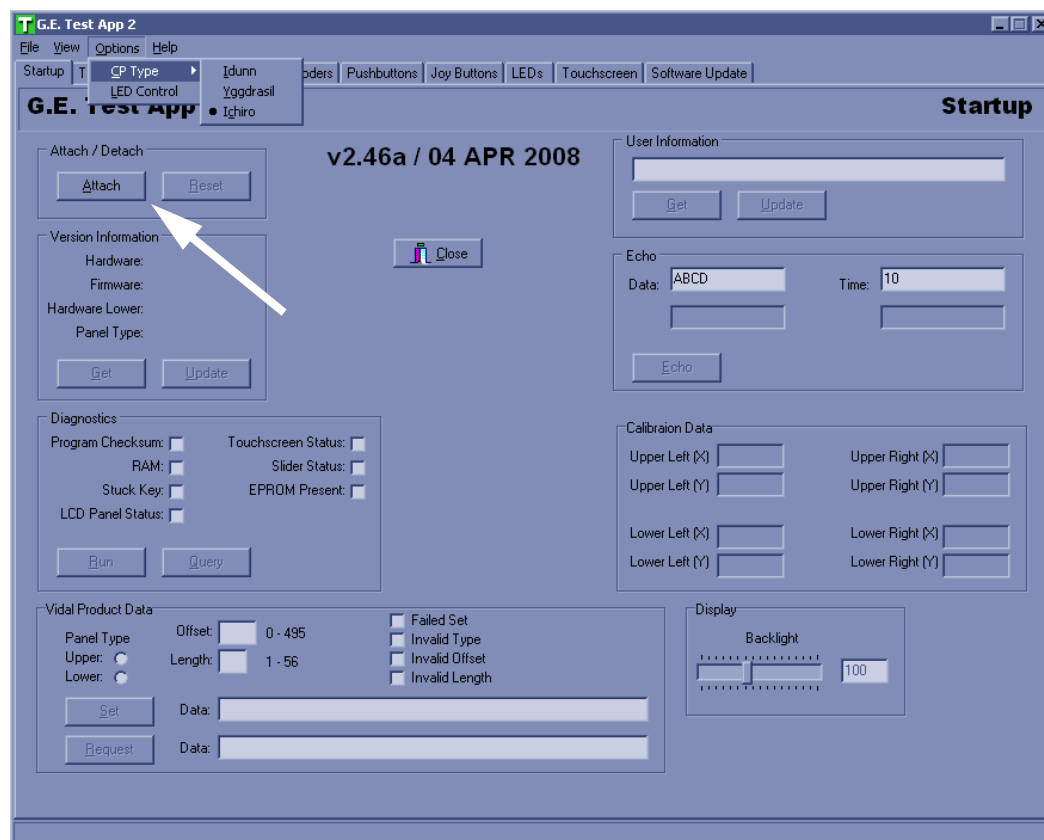 G.E. Test App 2
File View Options Help
Startup T oders Pushbuttons Joy Buttons LEDs Touchscreen Software Update
CP Type Idunn
LED Control Yggdrasil
Ichiro
G.E. Test App Startup
v2.46a / 04 APR 2008
Attach / Detach
Attach Reset
User Information
Get Update
Version Information
Hardware:
Firmware:
Hardware Lower:
Panel Type:
Get Update
Close
Echo
Data: ABCD Time: 10
Echo
Diagnostics
Program Checksum: Touchscreen Status:
RAM: Slider Status:
Stuck Key: EPROM Present:
LCD Panel Status:
Run Query
Calibraion Data
Upper Left (X) Upper Right (X)
Upper Left (Y) Upper Right (Y)
Lower Left (X) Lower Right (X)
Lower Left (Y) Lower Right (Y)
Vidal Product Data
Panel Type Offset: 0 - 495 Failed Set
Upper: Length: 1 - 56 Invalid Type
Lower: Invalid Offset
Invalid Length
Set Data:
Request Data:
Display
Backlight
100